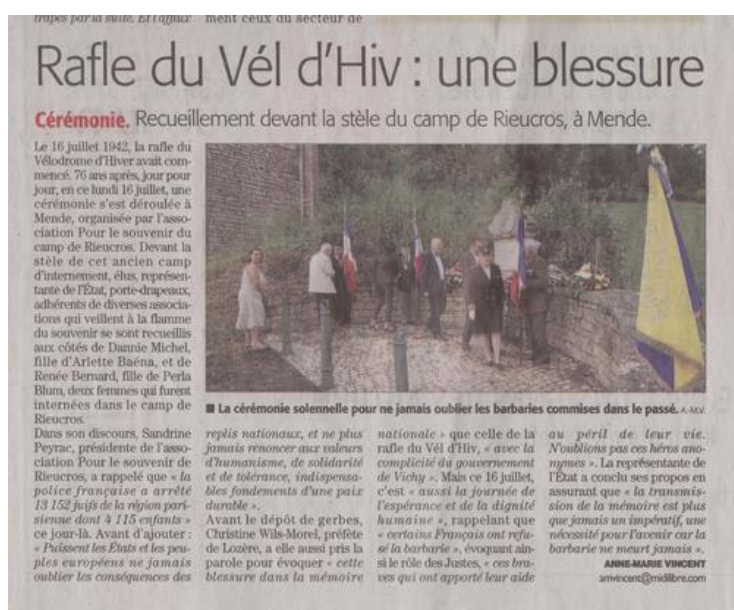 trapés par la suite. Et l'affaux
ment ceux du secteur de
Rafle du Vél d'Hiv : une blessure
Cérémonie. Recueillement devant la stèle du camp de Rieucros, à Mende.
Le 16 juillet 1942, la rafle du
Vélodrome d'Hiver avait com-
mencé. 76 ans après, jour pour
jour, en ce lundi 16 juillet, une
cérémonie s'est déroulée à
Mende, organisée par l'asso-
ciation Pour le souvenir du
camp de Rieucros. Devant la
stèle de cet ancien camp
d'internement, élus, représen-
tante de l'État, porte-drapeaux,
adhérents de diverses associa-
tions qui veillent à la flamme
du souvenir se sont recueillis
aux côtés de Dannie Michel,
fille d'Arlette Baéna, et de
Renée Bernard, fille de Perla
Blum, deux femmes qui furent
internées dans le camp de
Rieucros.
Dans son discours, Sandrine
Peyrac, présidente de l'asso-
ciation Pour le souvenir de
Rieucros, a rappelé que « la
police française a arrêté
13 152 juifs de la région pari-
sienne dont 4 115 enfants »
ce jour-là. Avant d'ajouter :
« Puissent les États et les peu-
ples européens ne jamais
oublier les conséquences des
■ La cérémonie solennelle pour ne jamais oublier les barbaries commises dans le passé. A.-M.V.
replis nationaux, et ne plus
jamais renoncer aux valeurs
d'humanisme, de solidarité
et de tolérance, indispensa-
bles fondements d'une paix
durable ».
Avant le dépôt de gerbes,
Christine Wils-Morel, préfète
de Lozère, a elle aussi pris la
parole pour évoquer « cette
blessure dans la mémoire
nationale » que celle de la
rafle du Vél d'Hiv, « avec la
complicité du gouvernement
de Vichy ». Mais ce 16 juillet,
c'est « aussi la journée de
l'espérance et de la dignité
humaine », rappelant que
« certains Français ont refu-
sé la barbarie », évoquant ain-
si le rôle des Justes, « ces bra-
ves qui ont apporté leur aide
au péril de leur vie.
N'oublions pas ces héros ano-
nymes ». La représentante de
l'État a conclu ses propos en
assurant que « la transmis-
sion de la mémoire est plus
que jamais un impératif, une
nécessité pour l'avenir car la
barbarie ne meurt jamais ».
ANNE-MARIE VINCENT
amvincent@midilibre.com